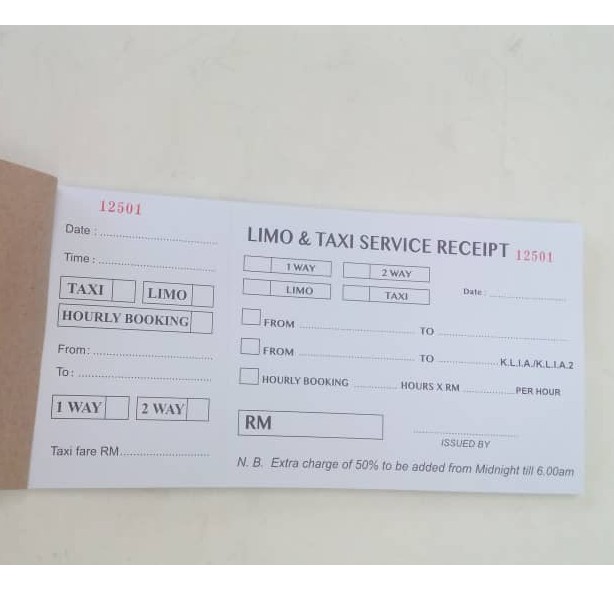 12501
Date : ..............................
Time : ..............................
TAXI LIMO
HOURLY BOOKING
From: ..............................
To : ..............................
1 WAY 2 WAY
Taxi fare RM..............................
LIMO & TAXI SERVICE RECEIPT 12501
1 WAY 2 WAY
LIMO TAXI Date : ..............................
FROM .............................. TO ..............................
FROM .............................. TO .............................. K.L.I.A./K.L.I.A.2
HOURLY BOOKING .................. HOURS X RM .................. PER HOUR
RM
ISSUED BY
N. B. Extra charge of 50% to be added from Midnight till 6.00am